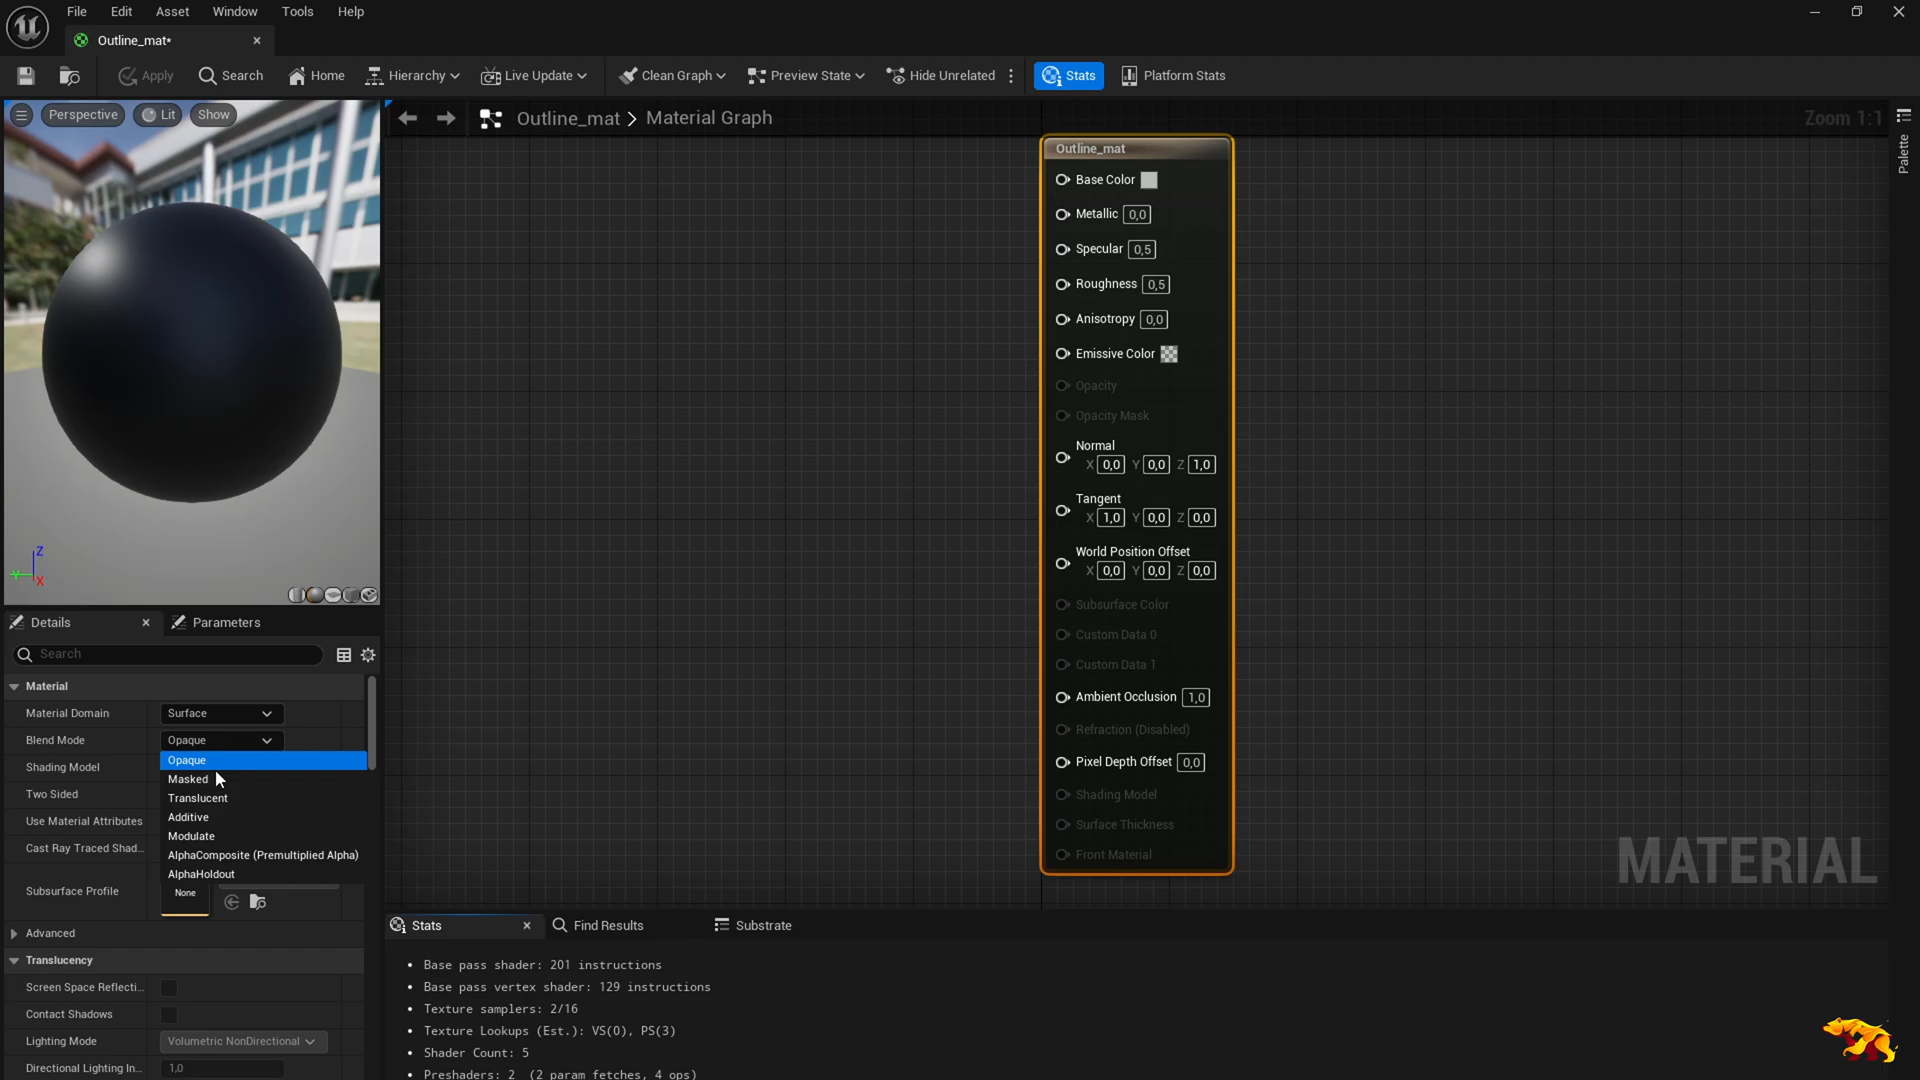 File Edit Asset Window Tools Help
Outline_mat*
Apply Search Home Hierarchy Live Update Clean Graph Preview State Hide Unrelated Stats Platform Stats
Perspective Lit Show
Outline_mat > Material Graph
Zoom 1:1
Palette
Outline_mat
Base Color
Metallic 0,0
Specular 0,5
Roughness 0,5
Anisotropy 0,0
Emissive Color
Opacity
Opacity Mask
Normal
X 0,0 Y 0,0 Z 1,0
Tangent
X 1,0 Y 0,0 Z 0,0
World Position Offset
X 0,0 Y 0,0 Z 0,0
Subsurface Color
Custom Data 0
Custom Data 1
Ambient Occlusion 1,0
Refraction (Disabled)
Pixel Depth Offset 0,0
Shading Model
Surface Thickness
Front Material
MATERIAL
Z
Y
X
Details Parameters
Search
Material
Material Domain Surface
Blend Mode Opaque
Opaque
Shading Model
Masked
Two Sided
Translucent
Additive
Use Material Attributes
Modulate
Cast Ray Traced Shad...
AlphaComposite (Premultiplied Alpha)
AlphaHoldout
Subsurface Profile
None
Advanced
Translucency
Screen Space Reflecti...
Contact Shadows
Lighting Mode Volumetric NonDirectional
Directional Lighting In... 1,0
Stats Find Results Substrate
• Base pass shader: 201 instructions
• Base pass vertex shader: 129 instructions
• Texture samplers: 2/16
• Texture Lookups (Est.): VS(0), PS(3)
• Shader Count: 5
• Preshaders: 2 (2 param fetches, 4 ops)